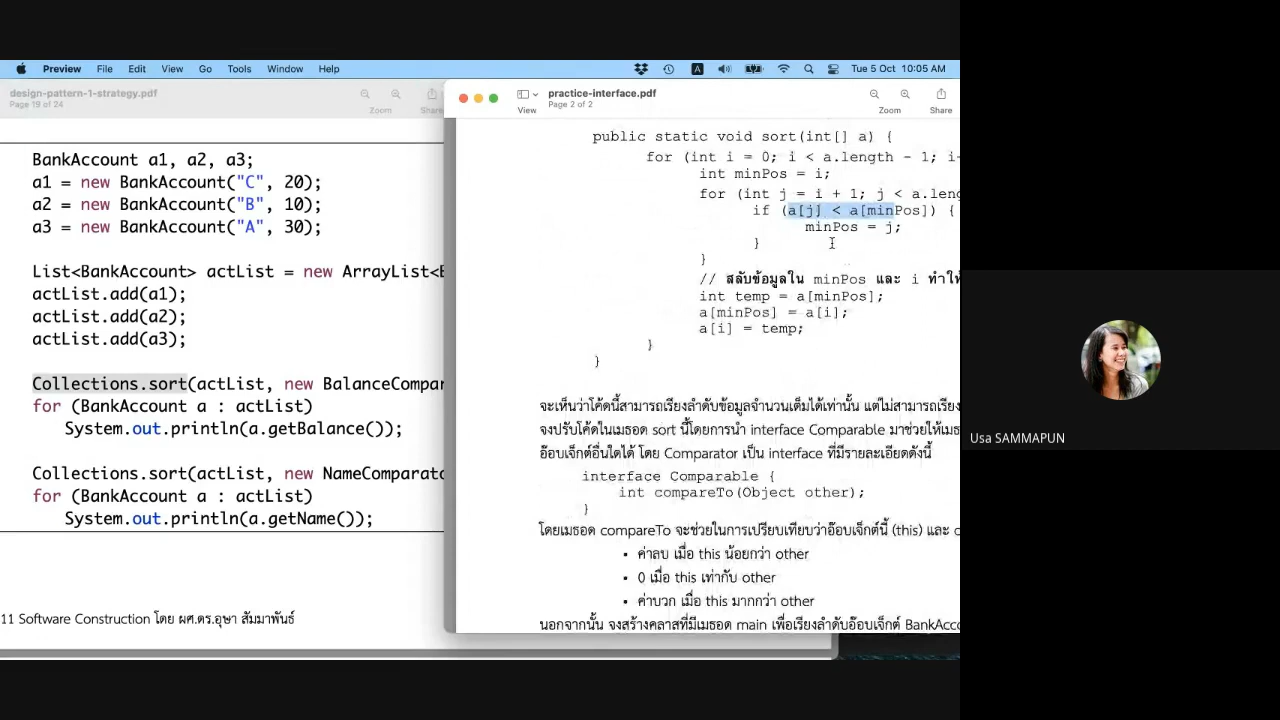 Preview File Edit View Go Tools Window Help Tue 5 Oct 10:05 AM
design-pattern-1-strategy.pdf
Page 19 of 24
Zoom Share
BankAccount a1, a2, a3;
a1 = new BankAccount("C", 20);
a2 = new BankAccount("B", 10);
a3 = new BankAccount("A", 30);
List<BankAccount> actList = new ArrayList<B
actList.add(a1);
actList.add(a2);
actList.add(a3);
Collections.sort(actList, new BalanceCompar
for (BankAccount a : actList)
System.out.println(a.getBalance());
Collections.sort(actList, new NameComparato
for (BankAccount a : actList)
System.out.println(a.getName());
11 Software Construction โดย ผศ.ดร.อุษา สัมมาพันธ์
practice-interface.pdf
Page 2 of 2
View Zoom Share
public static void sort(int[] a) {
for (int i = 0; i < a.length - 1; i
int minPos = i;
for (int j = i + 1; j < a.leng
if (a[j] < a[minPos]) {
minPos = j;
}
}
// สลับข้อมูลใน minPos และ i ทำให้
int temp = a[minPos];
a[minPos] = a[i];
a[i] = temp;
}
}
จะเห็นว่าโค้ดนี้สามารถเรียงลำดับข้อมูลจำนวนเต็มได้เท่านั้น แต่ไม่สามารถเรียง
จงปรับโค้ดในเมธอด sort นี้โดยการนำ interface Comparable มาช่วยให้เมธ
อ๊อบเจ็กต์อื่นใดได้ โดย Comparator เป็น interface ที่มีรายละเอียดดังนี้
interface Comparable {
int compareTo(Object other);
}
โดยเมธอด compareTo จะช่วยในการเปรียบเทียบว่าอ๊อบเจ็กต์นี้ (this) และ o
• ค่าลบ เมื่อ this น้อยกว่า other
• 0 เมื่อ this เท่ากับ other
• ค่าบวก เมื่อ this มากกว่า other
นอกจากนั้น จงสร้างคลาสที่มีเมธอด main เพื่อเรียงลำดับอ๊อบเจ็กต์ BankAcco
Usa SAMMAPUN